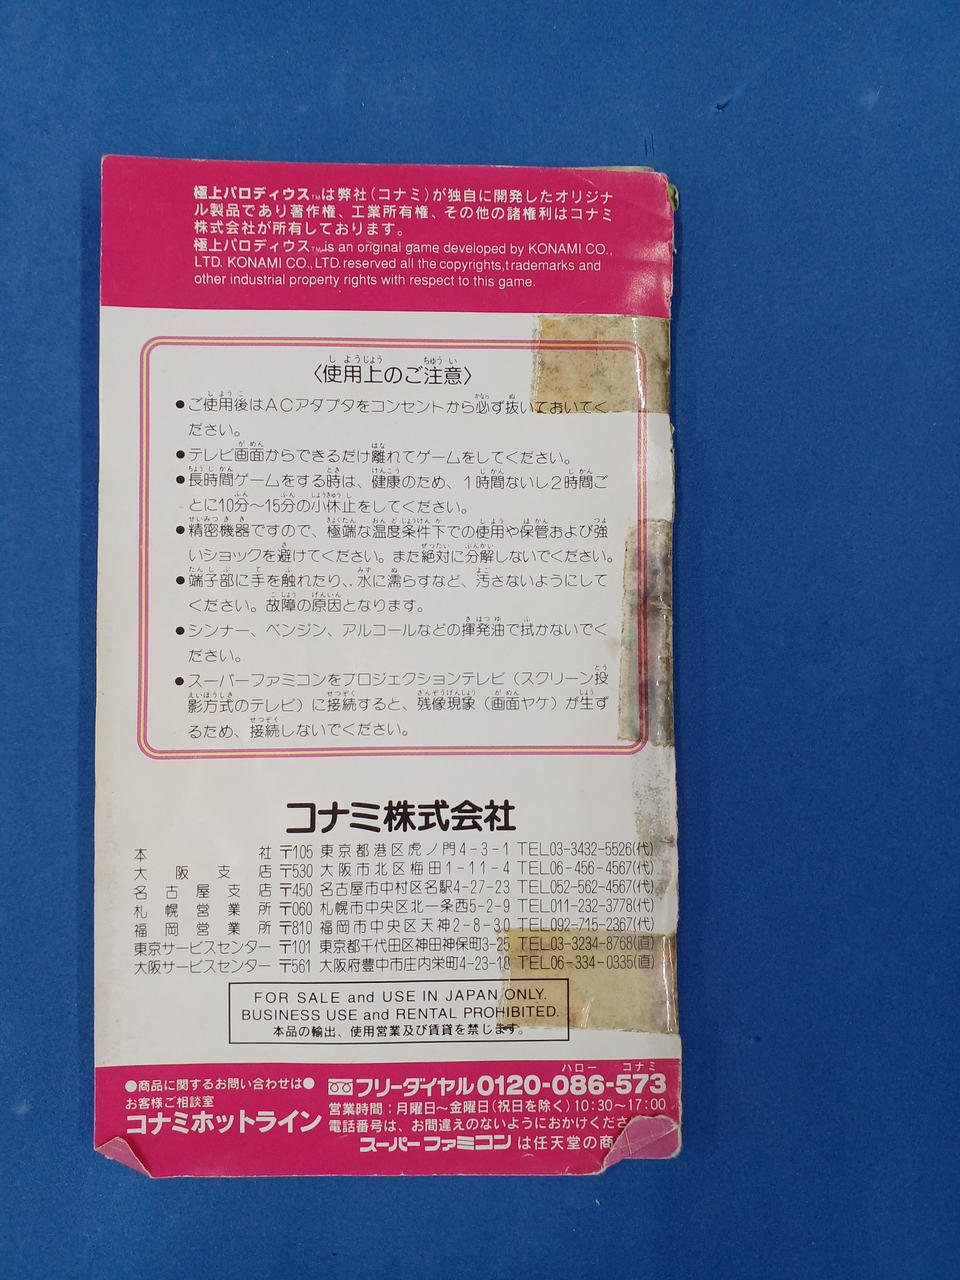 極上パロディウス™は弊社(コナミ)が独自に開発したオリジナ
ル製品であり著作権、工業所有権、その他の諸権利はコナミ
株式会社が所有しております。
極上パロディウス™is an original game developed by KONAMI CO.,
LTD. KONAMI CO.,LTD. reserved all the copyrights,trademarks and
other industrial property rights with respect to this game.
〈使用上のご注意〉
●ご使用後はACアダプタをコンセントから必ず抜いておいてく
ださい。
●テレビ画面からできるだけ離れてゲームをしてください。
●長時間ゲームをする時は、健康のため、1時間ないし2時間ご
とに10分〜15分の小休止をしてください。
●精密機器ですので、極端な温度条件下での使用や保管および強
いショックを避けてください。また絶対に分解しないでください。
●端子部に手を触れたり、水に濡らすなど、汚さないようにして
ください。故障の原因となります。
●シンナー、ベンジン、アルコールなどの揮発油で拭かないでく
ださい。
●スーパーファミコンをプロジェクションテレビ(スクリーン投
影方式のテレビ)に接続すると、残像現象(画面ヤケ)が生ず
るため、接続しないでください。
コナミ株式会社
本社 〒105 東京都港区虎ノ門4-3-1 TEL03-3432-5526(代)
大阪支店 〒530 大阪市北区梅田1-11-4 TEL06-456-4567(代)
名古屋支店 〒450 名古屋市中村区名駅4-27-23 TEL052-562-4567(代)
札幌営業所 〒060 札幌市中央区北一条西5-2-9 TEL011-232-3778(代)
福岡営業所 〒810 福岡市中央区天神2-8-30 TEL092-715-2367(代)
東京サービスセンター 〒101 東京都千代田区神田神保町3-25 TEL03-3234-8768(直)
大阪サービスセンター 〒561 大阪府豊中市庄内栄町4-23-18 TEL06-334-0335(直)
FOR SALE and USE IN JAPAN ONLY.
BUSINESS USE and RENTAL PROHIBITED.
本品の輸出、使用営業及び賃貸を禁じます。
●商品に関するお問い合わせは●
お客様ご相談室
コナミホットライン
ハロー コナミ
フリーダイヤル0120-086-573
営業時間:月曜日〜金曜日(祝日を除く)10:30〜17:00
電話番号は、お間違えのないようにおかけくださ
スーパーファミコンは任天堂の商